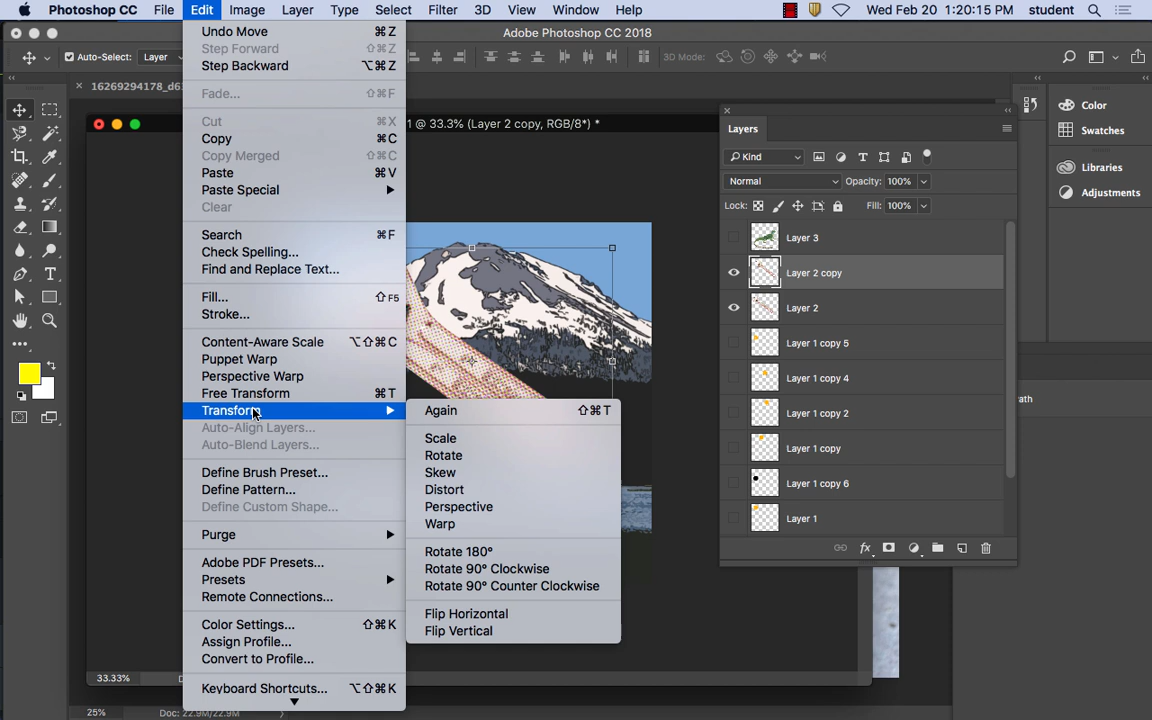 Photoshop CC File Edit Image Layer Type Select Filter 3D View Window Help Wed Feb 20 1:20:15 PM student
Adobe Photoshop CC 2018
Auto-Select: Layer 3D Mode:
× 16269294178_d6
1 @ 33.3% (Layer 2 copy, RGB/8*) *
Undo Move ⌘Z
Step Forward ⇧⌘Z
Step Backward ⌥⌘Z
Fade... ⇧⌘F
Cut ⌘X
Copy ⌘C
Copy Merged ⇧⌘C
Paste ⌘V
Paste Special
Clear
Search ⌘F
Check Spelling...
Find and Replace Text...
Fill... ⇧F5
Stroke...
Content-Aware Scale ⌥⇧⌘C
Puppet Warp
Perspective Warp
Free Transform ⌘T
Transform
Auto-Align Layers...
Auto-Blend Layers...
Define Brush Preset...
Define Pattern...
Define Custom Shape...
Purge
Adobe PDF Presets...
Presets
Remote Connections...
Color Settings... ⇧⌘K
Assign Profile...
Convert to Profile...
Keyboard Shortcuts... ⌥⇧⌘K
Again ⇧⌘T
Scale
Rotate
Skew
Distort
Perspective
Warp
Rotate 180°
Rotate 90° Clockwise
Rotate 90° Counter Clockwise
Flip Horizontal
Flip Vertical
Layers
Kind
Normal Opacity: 100%
Lock: Fill: 100%
Layer 3
Layer 2 copy
Layer 2
Layer 1 copy 5
Layer 1 copy 4
Layer 1 copy 2
Layer 1 copy
Layer 1 copy 6
Layer 1
fx
Color
Swatches
Libraries
Adjustments
ath
33.33%
25% Doc: 22.9M/22.9M